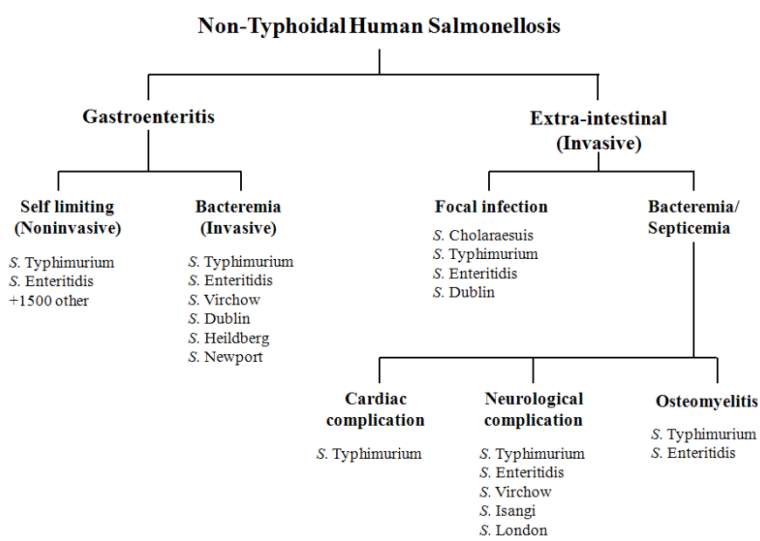 Non-Typhoidal Human Salmonellosis
Gastroenteritis
Extra-intestinal
(Invasive)
Self limiting
(Noninvasive)
S. Typhimurium
S. Enteritidis
+1500 other
Bacteremia
(Invasive)
S. Typhimurium
S. Enteritidis
S. Virchow
S. Dublin
S. Heildberg
S. Newport
Focal infection
S. Cholaraesuis
S. Typhimurium
S. Enteritidis
S. Dublin
Bacteremia/
Septicemia
Cardiac
complication
S. Typhimurium
Neurological
complication
S. Typhimurium
S. Enteritidis
S. Virchow
S. Isangi
S. London
Osteomyelitis
S. Typhimurium
S. Enteritidis